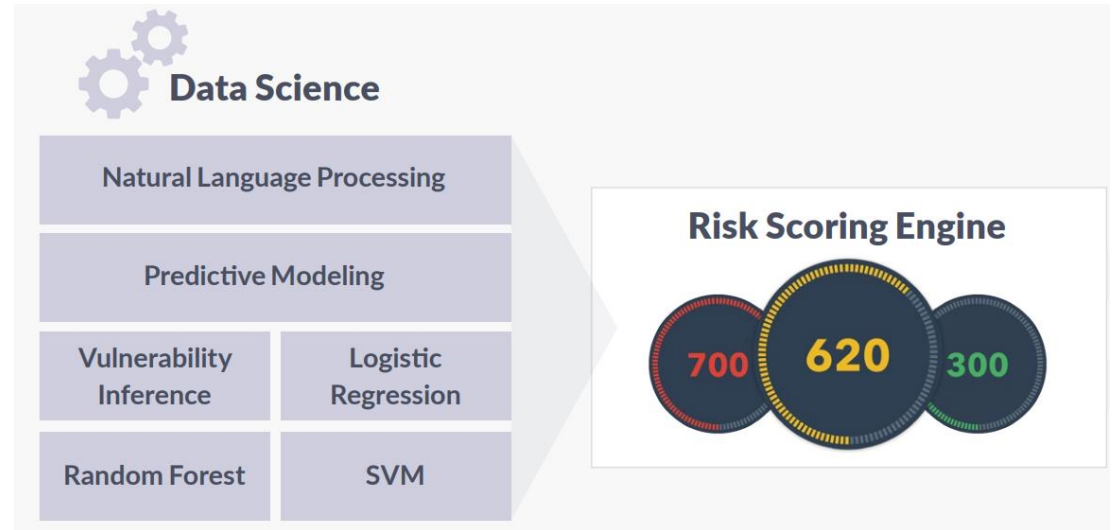 Data Science
Natural Language Processing
Predictive Modeling
Vulnerability
Inference
Logistic
Regression
Random Forest
SVM
Risk Scoring Engine
700
620
300